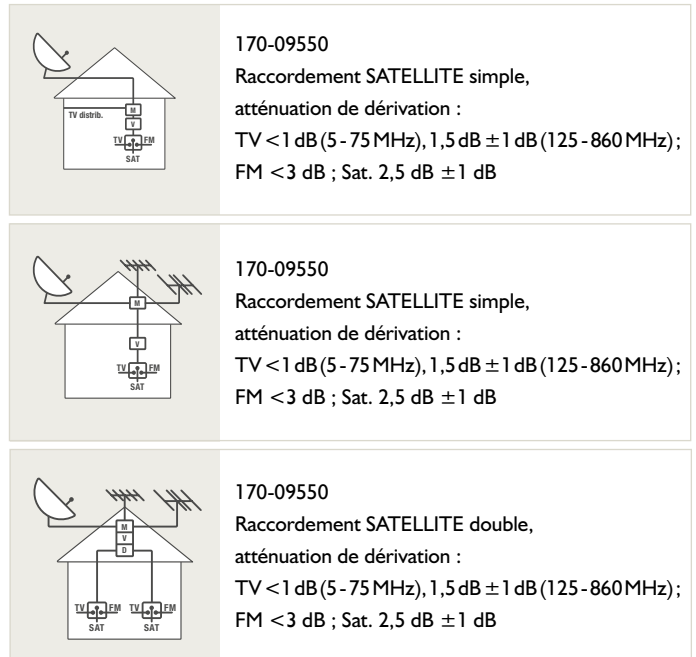 170-09550
Raccordement SATELLITE simple,
atténuation de dérivation :
TV <1 dB (5-75 MHz), 1,5 dB ±1 dB (125-860 MHz) ;
FM <3 dB ; Sat. 2,5 dB ±1 dB
TV distrib.
M
V
TV FM
SAT
170-09550
Raccordement SATELLITE simple,
atténuation de dérivation :
TV <1 dB (5-75 MHz), 1,5 dB ±1 dB (125-860 MHz) ;
FM <3 dB ; Sat. 2,5 dB ±1 dB
M
V
TV FM
SAT
170-09550
Raccordement SATELLITE double,
atténuation de dérivation :
TV <1 dB (5-75 MHz), 1,5 dB ±1 dB (125-860 MHz) ;
FM <3 dB ; Sat. 2,5 dB ±1 dB
M
V
D
TV FM TV FM
SAT SAT